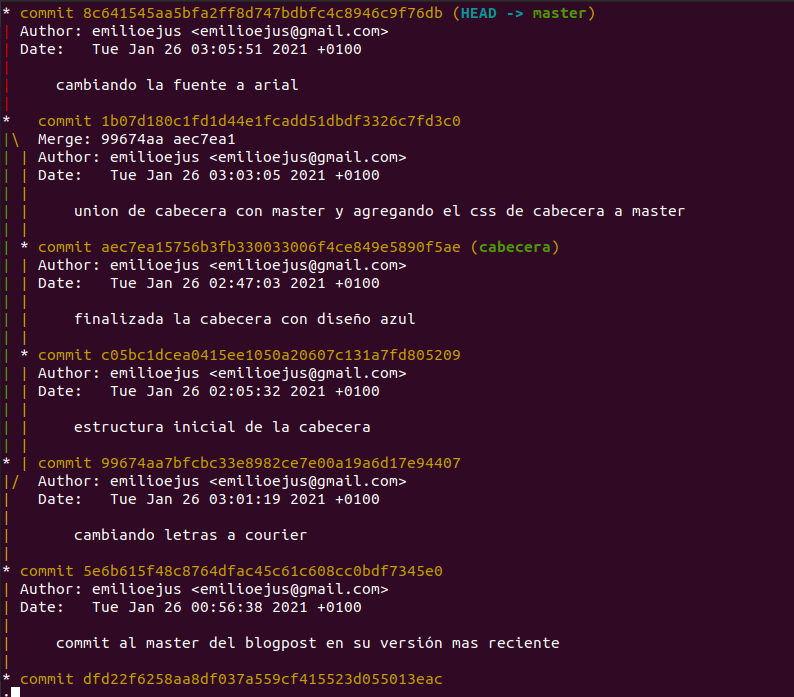 * commit 8c641545aa5bfa2ff8d747bdbfc4c8946c9f76db (HEAD -> master)
| Author: emilioejus <emilioejus@gmail.com>
| Date:   Tue Jan 26 03:05:51 2021 +0100
|
|     cambiando la fuente a arial
|
*   commit 1b07d180c1fd1d44e1fcadd51dbdf3326c7fd3c0
|\  Merge: 99674aa aec7ea1
| | Author: emilioejus <emilioejus@gmail.com>
| | Date:   Tue Jan 26 03:03:05 2021 +0100
| |
| |     union de cabecera con master y agregando el css de cabecera a master
| |
| * commit aec7ea15756b3fb330033006f4ce849e5890f5ae (cabecera)
| | Author: emilioejus <emilioejus@gmail.com>
| | Date:   Tue Jan 26 02:47:03 2021 +0100
| |
| |     finalizada la cabecera con diseño azul
| |
| * commit c05bc1dcea0415ee1050a20607c131a7fd805209
| | Author: emilioejus <emilioejus@gmail.com>
| | Date:   Tue Jan 26 02:05:32 2021 +0100
| |
| |     estructura inicial de la cabecera
| |
* | commit 99674aa7bfcbc33e8982ce7e00a19a6d17e94407
|/  Author: emilioejus <emilioejus@gmail.com>
|   Date:   Tue Jan 26 03:01:19 2021 +0100
|
|       cambiando letras a courier
|
* commit 5e6b615f48c8764dfac45c61c608cc0bdf7345e0
| Author: emilioejus <emilioejus@gmail.com>
| Date:   Tue Jan 26 00:56:38 2021 +0100
|
|     commit al master del blogpost en su versión mas reciente
|
* commit dfd22f6258aa8df037a559cf415523d055013eac
: